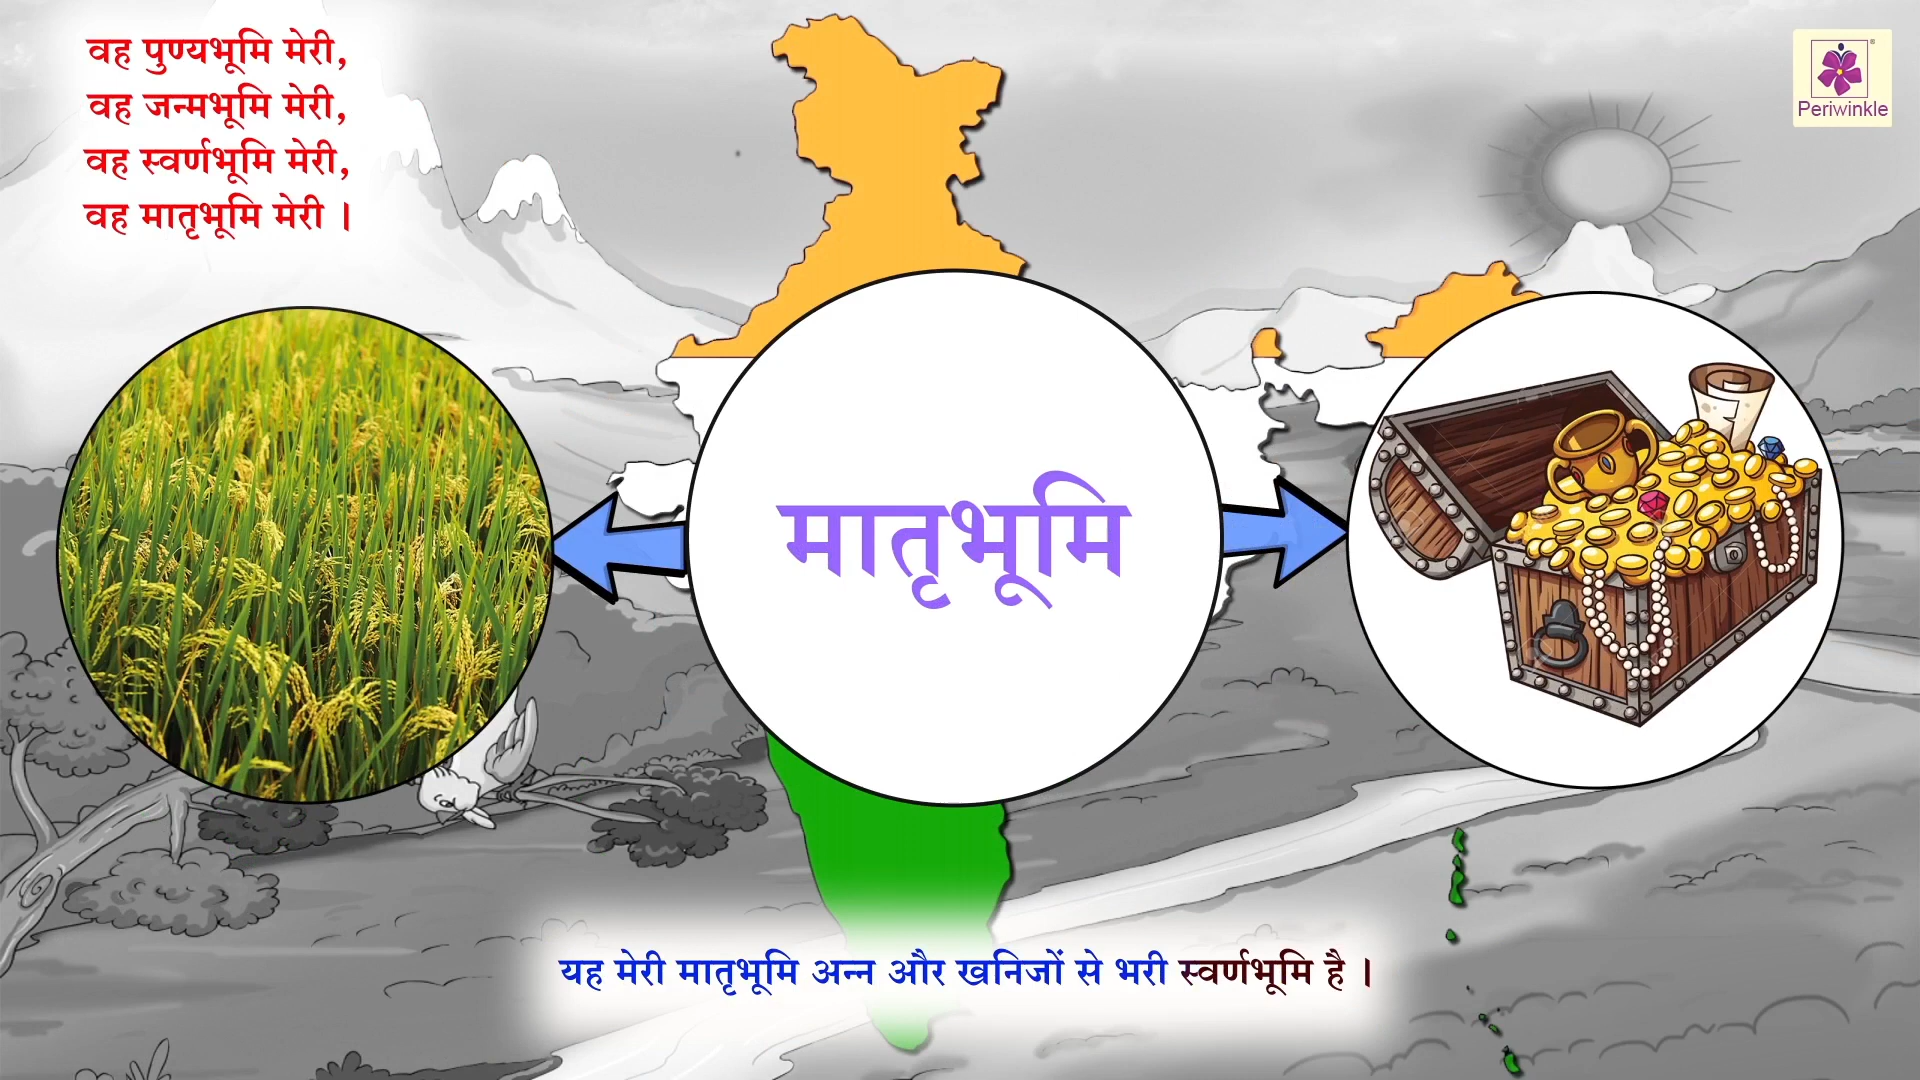 वह पुण्यभूमि मेरी,
वह जन्मभूमि मेरी,
वह स्वर्णभूमि मेरी,
वह मातृभूमि मेरी ।
Periwinkle
मातृभूमि
यह मेरी मातृभूमि अन्न और खनिजों से भरी स्वर्णभूमि है ।